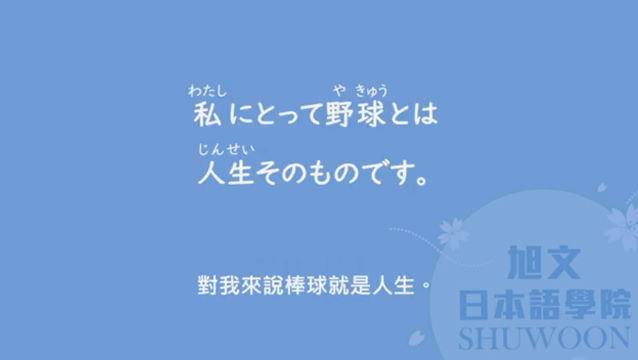 わたし や きゅう
私にとって野球とは
じんせい
人生そのものです。
對我來說棒球就是人生。
旭文
日本語學院
SHUWOON